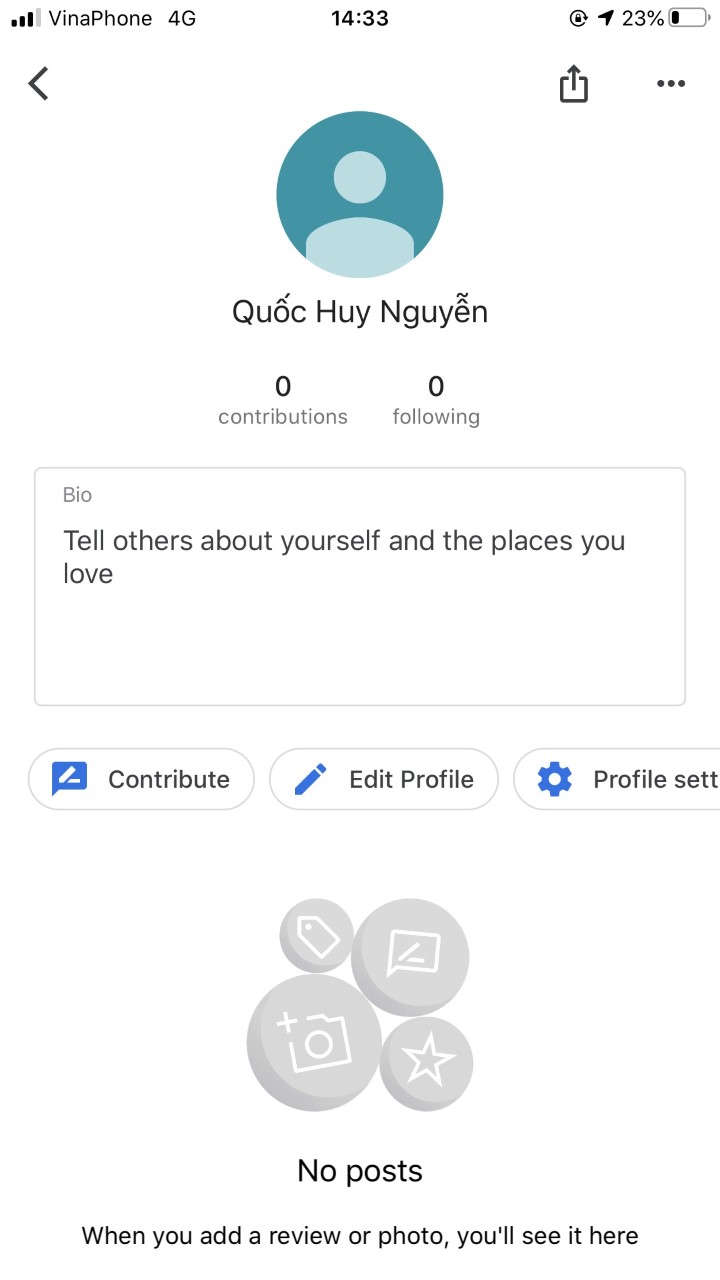 VinaPhone 4G 14:33 23%
Quốc Huy Nguyễn
0 0
contributions following
Bio
Tell others about yourself and the places you
love
Contribute Edit Profile Profile sett
No posts
When you add a review or photo, you'll see it here